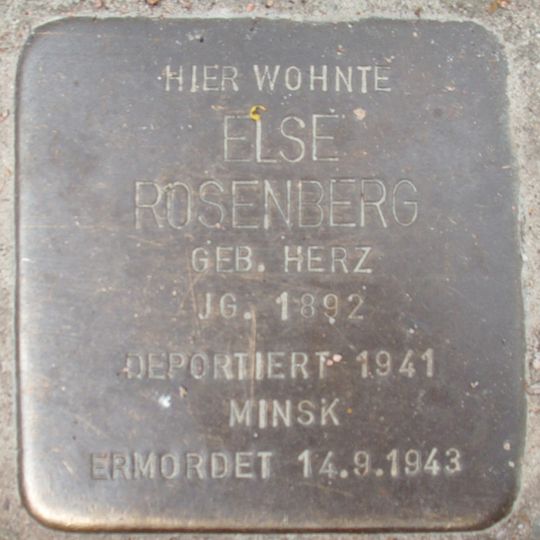 HIER WOHNTE
ELSE
ROSENBERG
GEB. HERZ
JG. 1892
DEPORTIERT 1941
MINSK
ERMORDET 14.9.1943